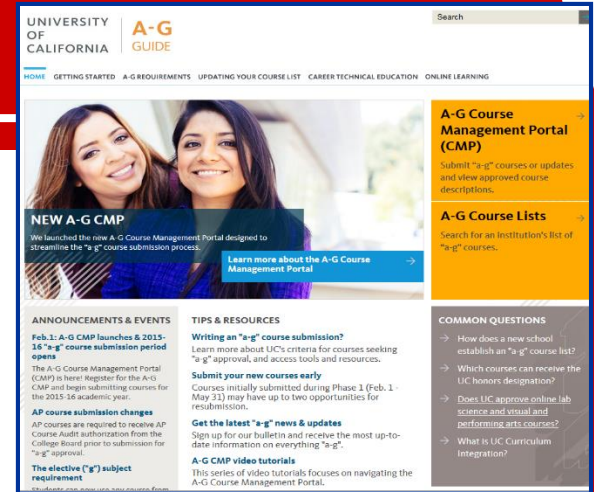 UNIVERSITY
OF
CALIFORNIA
A-G
GUIDE
Search
HOME GETTING STARTED A-G REQUIREMENTS UPDATING YOUR COURSE LIST CAREER TECHNICAL EDUCATION ONLINE LEARNING
NEW A-G CMP
We launched the new A-G Course Management Portal designed to
streamline the "a-g" course submission process.
Learn more about the A-G Course
Management Portal
A-G Course
Management Portal
(CMP)
Submit "a-g" courses or updates
and view approved course
descriptions.
A-G Course Lists
Search for an institution's list of
"a-g" courses.
ANNOUNCEMENTS & EVENTS
Feb.1: A-G CMP launches & 2015-
16 "a-g" course submission period
opens
The A-G Course Management Portal
(CMP) is here! Register for the A-G
CMP and begin submitting courses for
the 2015-16 academic year.
AP course submission changes
AP courses are required to receive AP
Course Audit authorization from the
College Board prior to submission for
"a-g" approval.
The elective ("g") subject
requirement
Students can now use any course from
TIPS & RESOURCES
Writing an "a-g" course submission?
Learn more about UC's criteria for courses seeking
"a-g" approval, and access tools and resources.
Submit your new courses early
Courses initially submitted during Phase 1 (Feb. 1 -
May 31) may have up to two opportunities for
resubmission.
Get the latest "a-g" news & updates
Sign up for our bulletin and receive the most up-to-
date information on everything "a-g".
A-G CMP video tutorials
This series of video tutorials focuses on navigating the
A-G Course Management Portal.
COMMON QUESTIONS
How does a new school
establish an "a-g" course list?
Which courses can receive the
UC honors designation?
Does UC approve online lab
science and visual and
performing arts courses?
What is UC Curriculum
Integration?